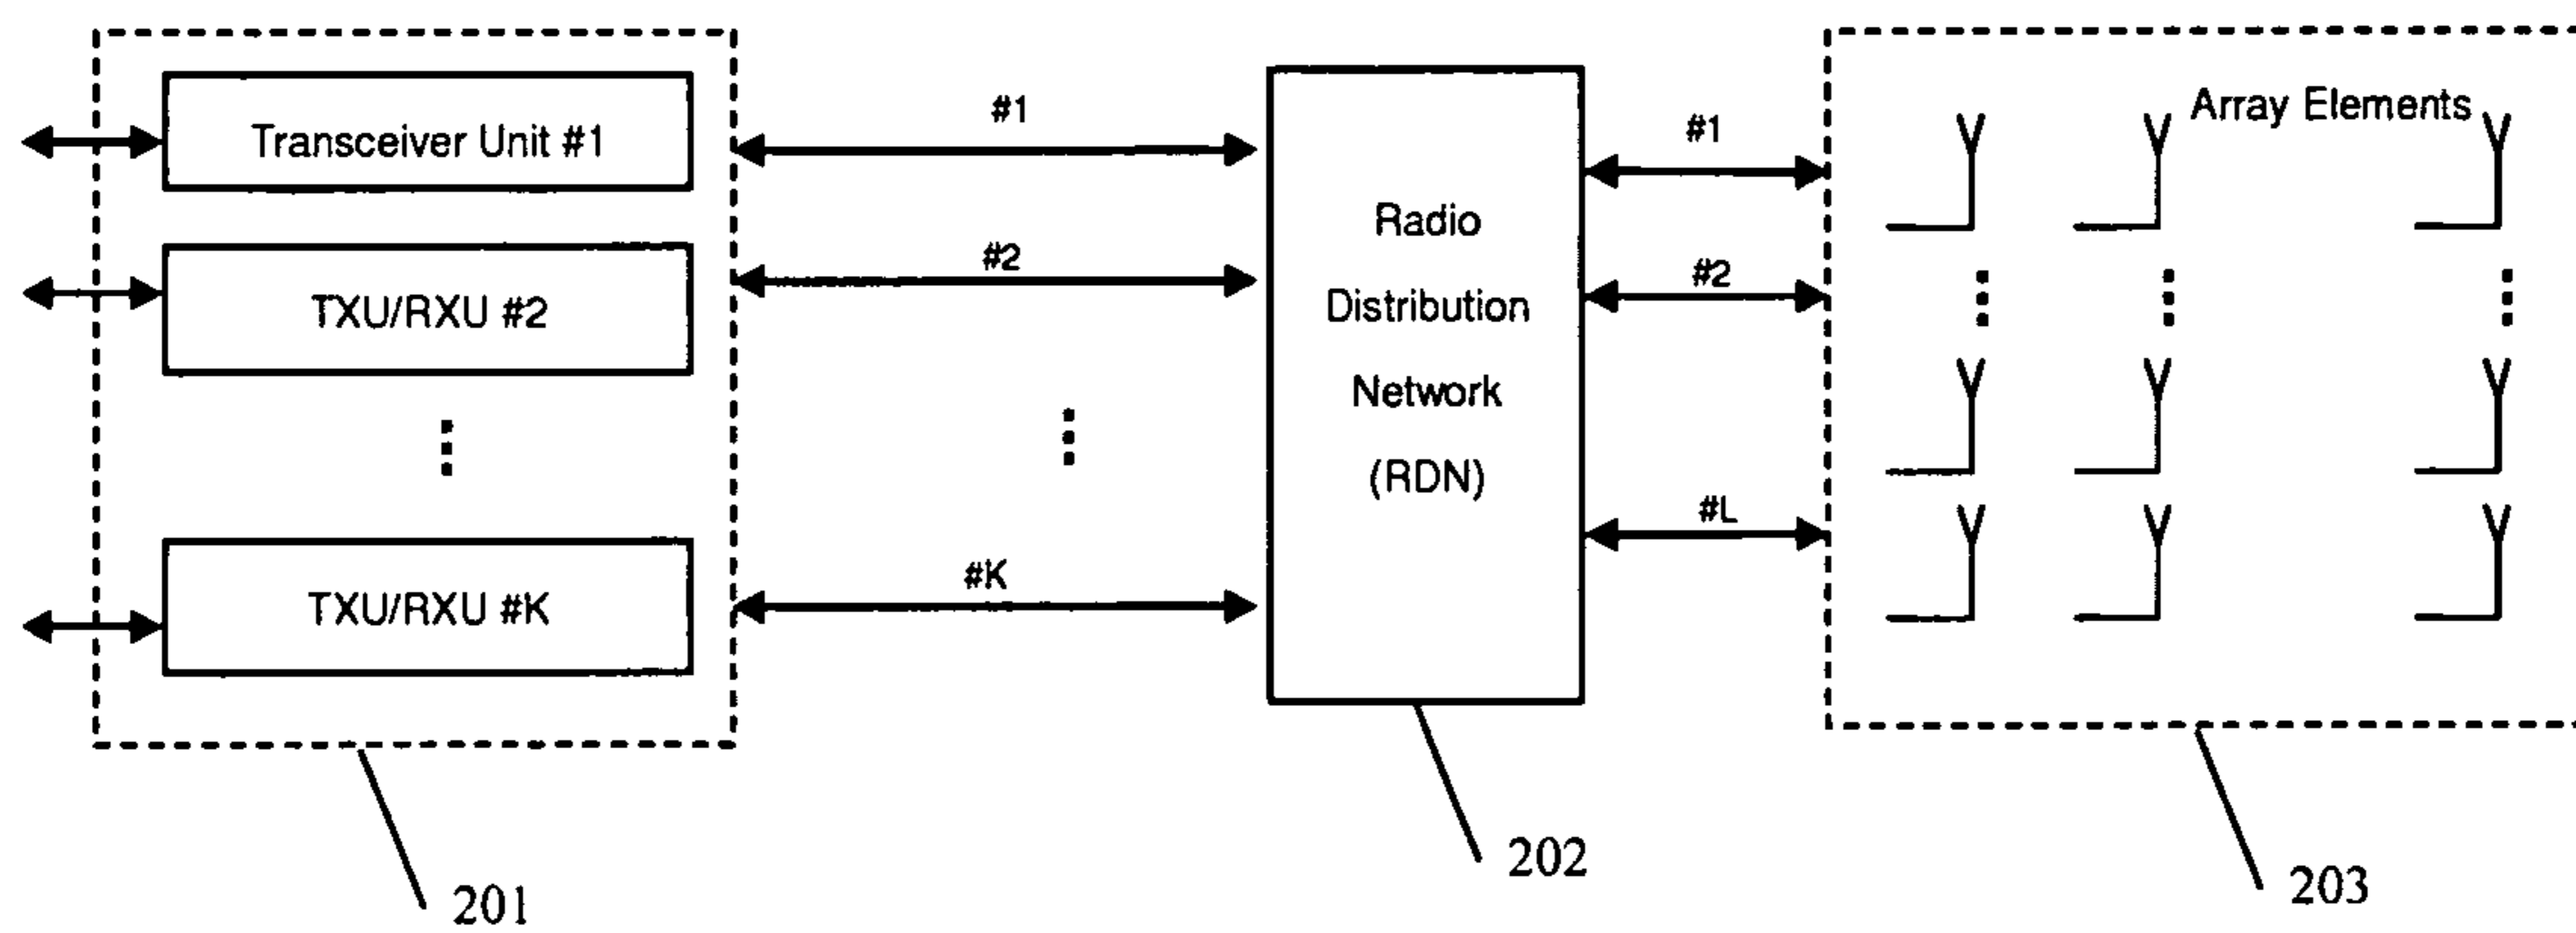 Transceiver Unit #1
TXU/RXU #2
TXU/RXU #K
#1
#2
#K
Radio
Distribution
Network
(RDN)
#1
#2
#L
Array Elements
201
202
203